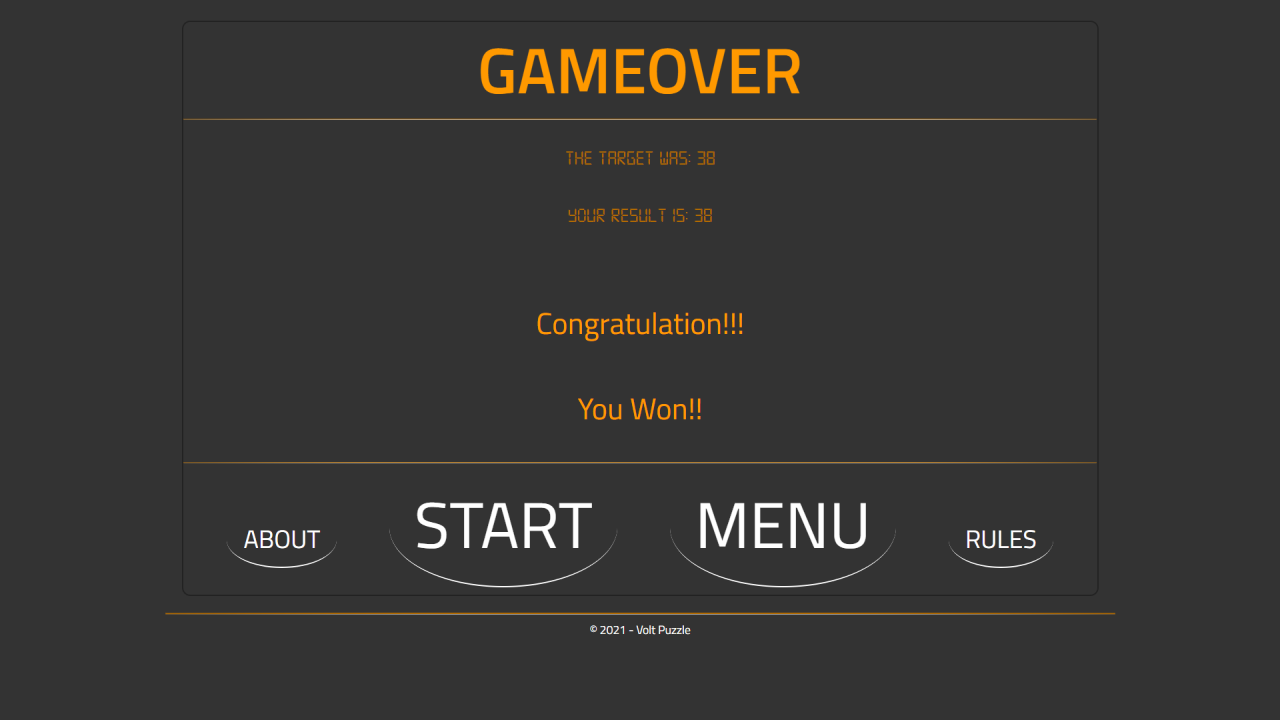 GAMEOVER
THE TARGET WAS: 38
YOUR RESULT IS: 38
Congratulation!!!
You Won!!
ABOUT START MENU RULES
© 2021 - Volt Puzzle